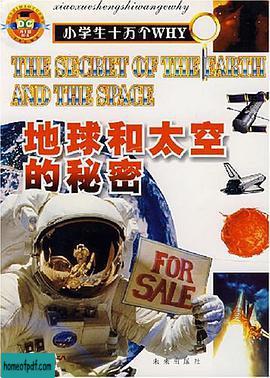 xiaoxueshengshiwangewhy
DC
小学生十万个WHY
THE SECRET OF THE EARTH
AND THE SPACE
地球和太空
的秘密
FOR
SALE
未来出版社
homeofpdf.com